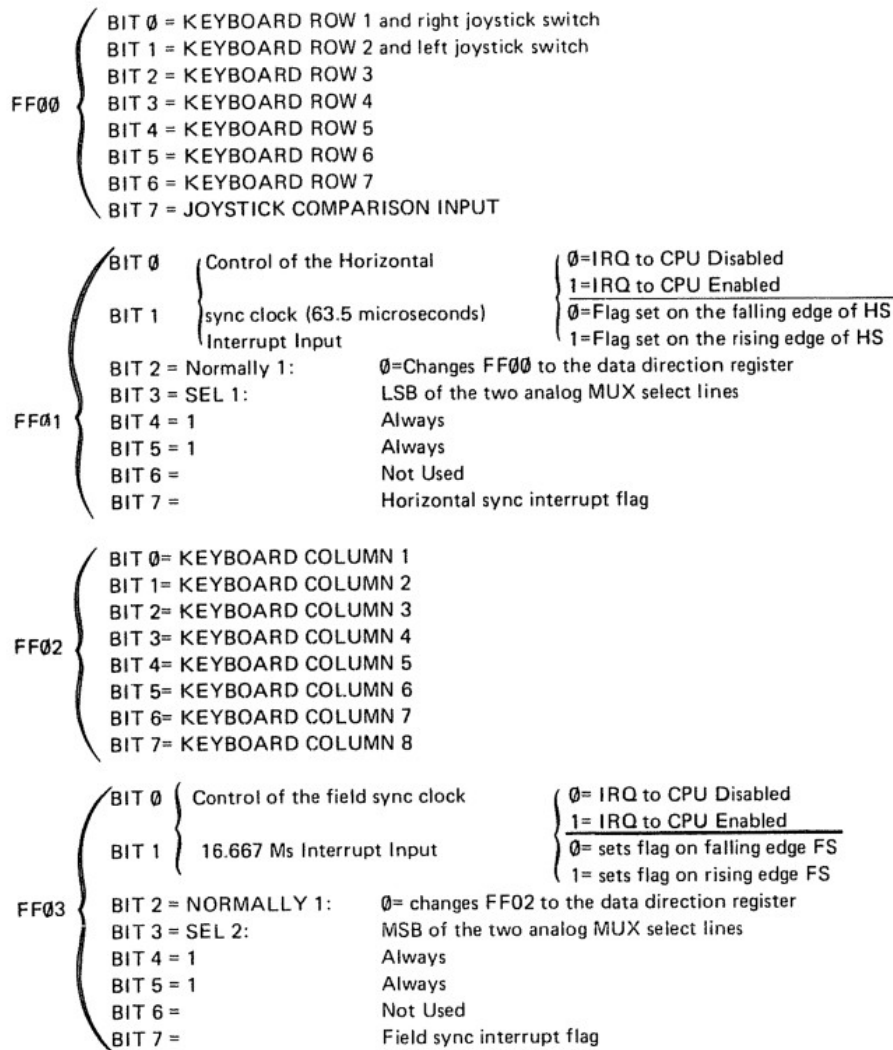 BIT Ø = KEYBOARD ROW 1 and right joystick switch
BIT 1 = KEYBOARD ROW 2 and left joystick switch
BIT 2 = KEYBOARD ROW 3
FFØØ BIT 3 = KEYBOARD ROW 4
BIT 4 = KEYBOARD ROW 5
BIT 5 = KEYBOARD ROW 6
BIT 6 = KEYBOARD ROW 7
BIT 7 = JOYSTICK COMPARISON INPUT
BIT Ø Control of the Horizontal Ø=IRQ to CPU Disabled
1=IRQ to CPU Enabled
BIT 1 sync clock (63.5 microseconds) Ø=Flag set on the falling edge of HS
Interrupt Input 1=Flag set on the rising edge of HS
BIT 2 = Normally 1: Ø=Changes FFØØ to the data direction register
BIT 3 = SEL 1: LSB of the two analog MUX select lines
FFØ1 BIT 4 = 1 Always
BIT 5 = 1 Always
BIT 6 = Not Used
BIT 7 = Horizontal sync interrupt flag
BIT Ø= KEYBOARD COLUMN 1
BIT 1= KEYBOARD COLUMN 2
BIT 2= KEYBOARD COLUMN 3
BIT 3= KEYBOARD COLUMN 4
FFØ2 BIT 4= KEYBOARD COLUMN 5
BIT 5= KEYBOARD COLUMN 6
BIT 6= KEYBOARD COLUMN 7
BIT 7= KEYBOARD COLUMN 8
BIT Ø Control of the field sync clock Ø= IRQ to CPU Disabled
1= IRQ to CPU Enabled
BIT 1 16.667 Ms Interrupt Input Ø= sets flag on falling edge FS
1= sets flag on rising edge FS
FFØ3 BIT 2 = NORMALLY 1: Ø= changes FF02 to the data direction register
BIT 3 = SEL 2: MSB of the two analog MUX select lines
BIT 4 = 1 Always
BIT 5 = 1 Always
BIT 6 = Not Used
BIT 7 = Field sync interrupt flag